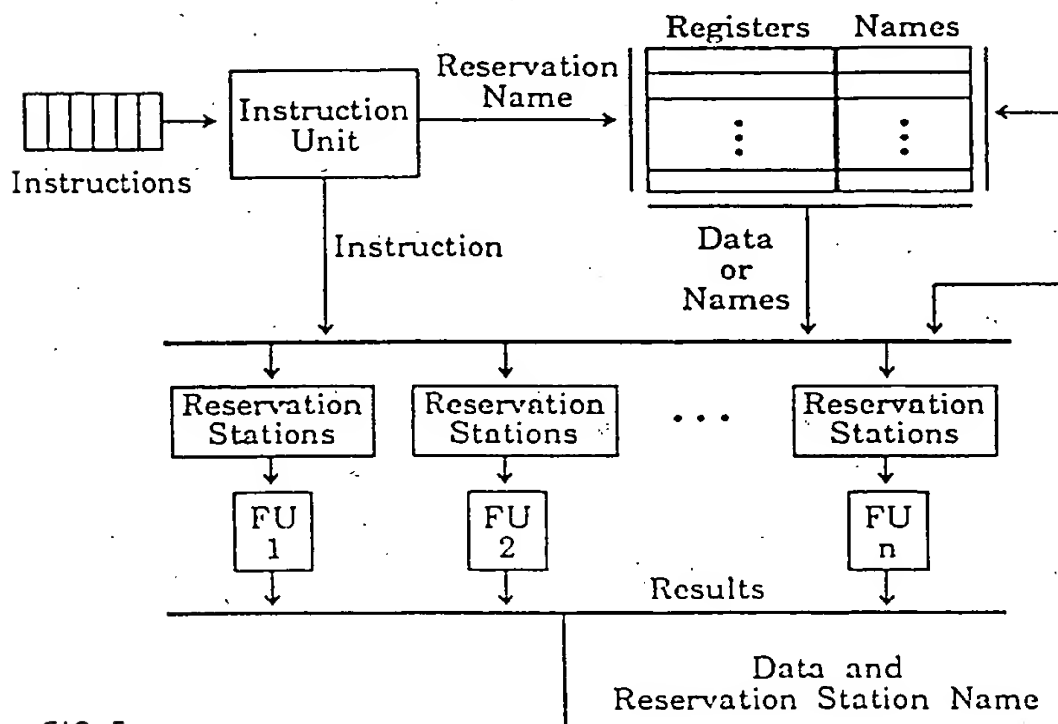 Registers Names
Reservation
Name
Instruction
Unit
Instructions
Instruction
Data
or
Names
Reservation
Stations
Reservation
Stations
Reservation
Stations
FU
1
FU
2
FU
n
Results
Data and
Reservation Station Name